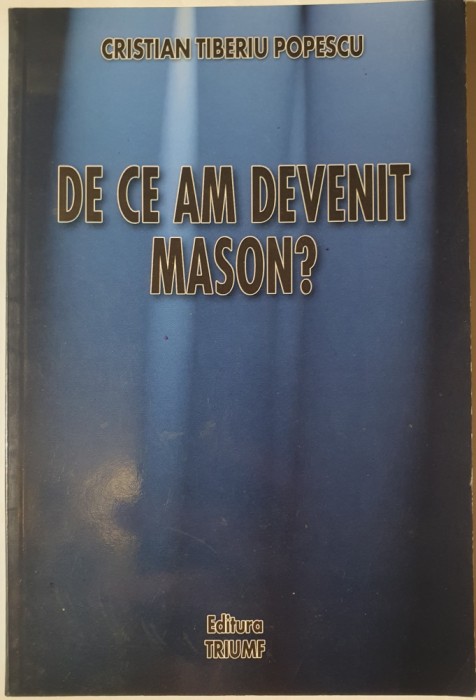 CRISTIAN TIBERIU POPESCU
DE CE AM DEVENIT
MASON?
Editura
TRIUMF